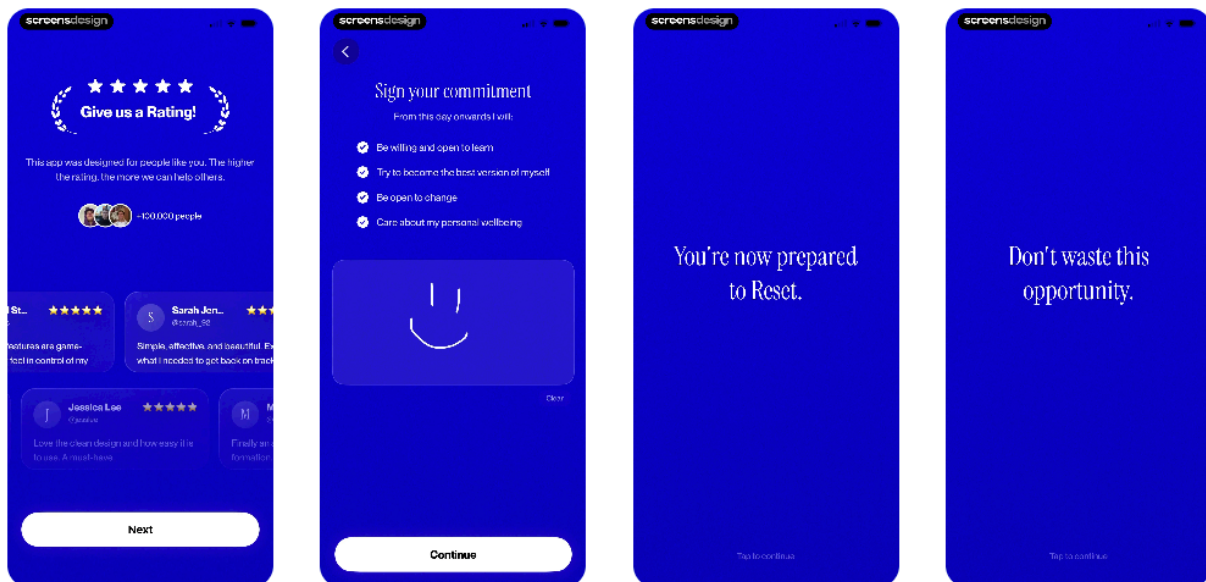 screensdesign
Give us a Rating!
This app was designed for people like you. The higher
the rating, the more we can help others.
~100,000 people
St...
Sarah Jen...
S
@sarah_98
features are game-
feel in control of my
Simple, effective, and beautiful. Ex
what I needed to get back on track
J
Jessica Lee
M
M
Love the clean design and how easy it is
to use. A must-have.
Finally an a
formation.
Next
screensdesign
Sign your commitment
From this day onwards I will:
Be willing and open to learn
Try to become the best version of myself
Be open to change
Care about my personal wellbeing
Clear
Continue
screensdesign
You're now prepared
to Reset.
Tap to continue
screensdesign
Don't waste this
opportunity.
Tap to continue